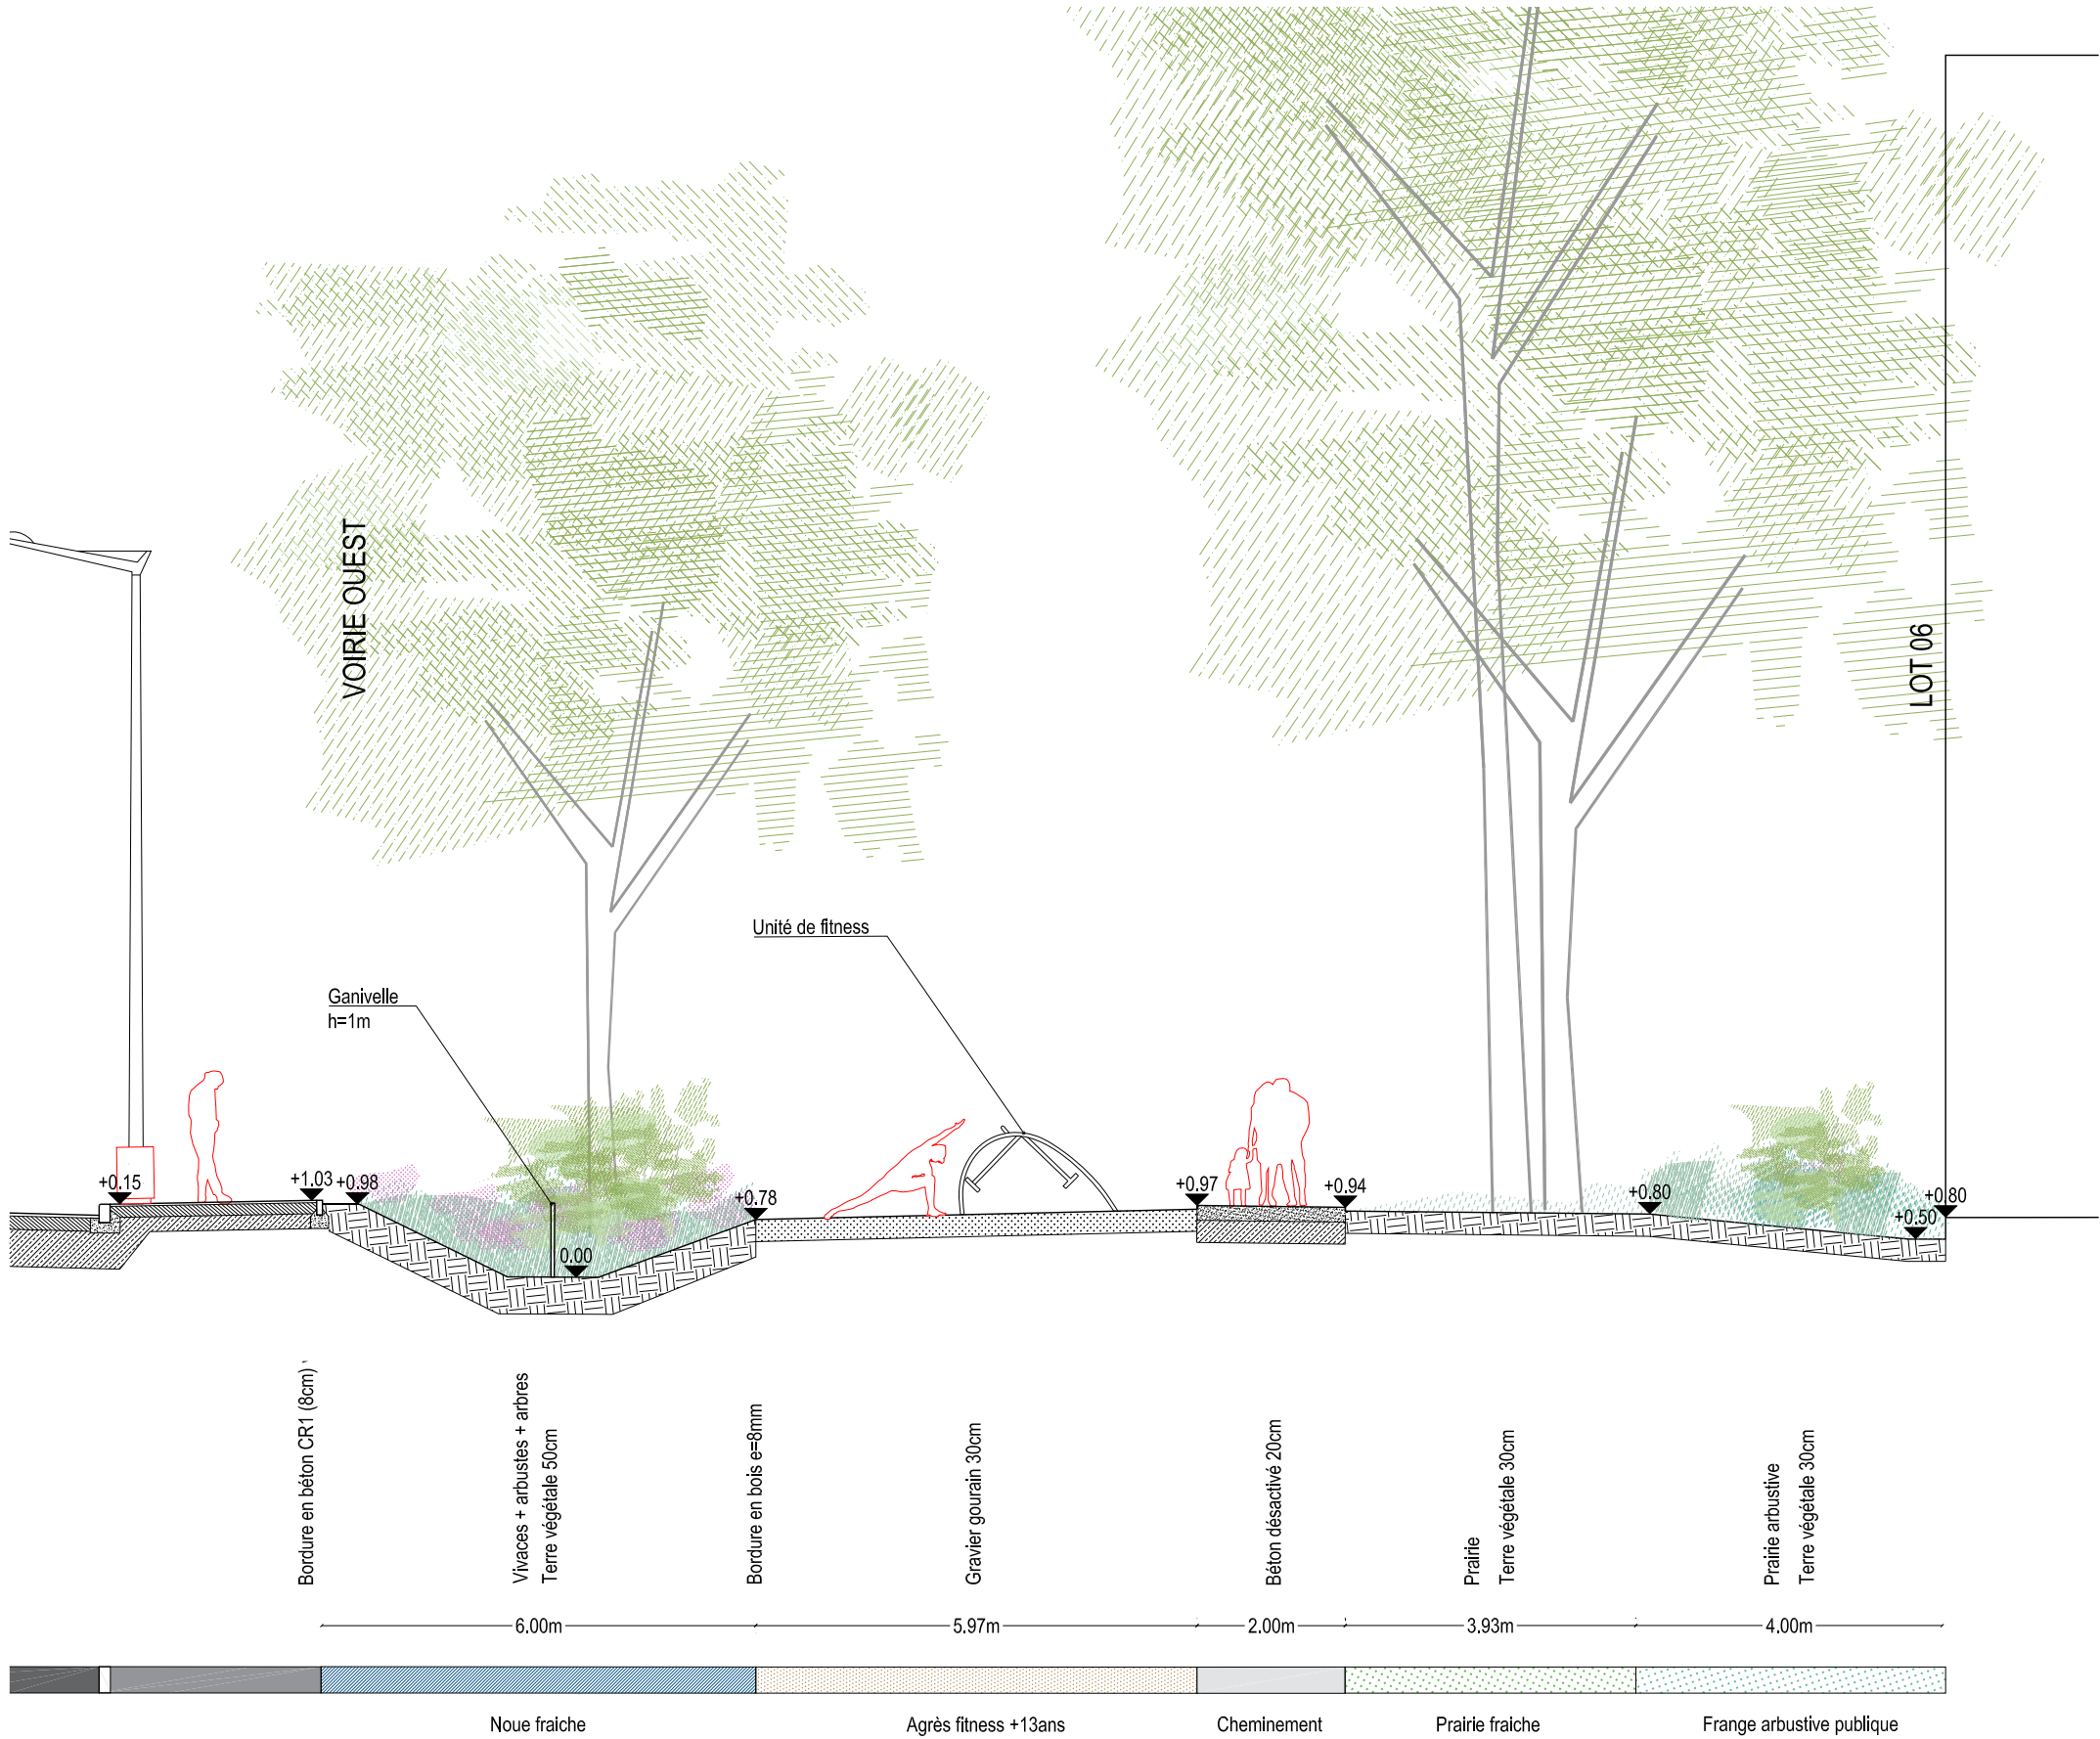 VOIRIE OUEST
LOT 06
Unité de fitness
Ganivelle
h=1m
+0.15
+1.03
+0.98
0.00
+0.78
+0.97
+0.94
+0.80
+0.50
+0.80
Bordure en béton CR1 (8cm)
Vivaces + arbustes + arbres
Terre végétale 50cm
Bordure en bois e=8mm
Gravier gourain 30cm
Béton désactivé 20cm
Prairie
Terre végétale 30cm
Prairie arbustive
Terre végétale 30cm
6.00m
5.97m
2.00m
3.93m
4.00m
Noue fraiche
Agrès fitness +13ans
Cheminement
Prairie fraiche
Frange arbustive publique